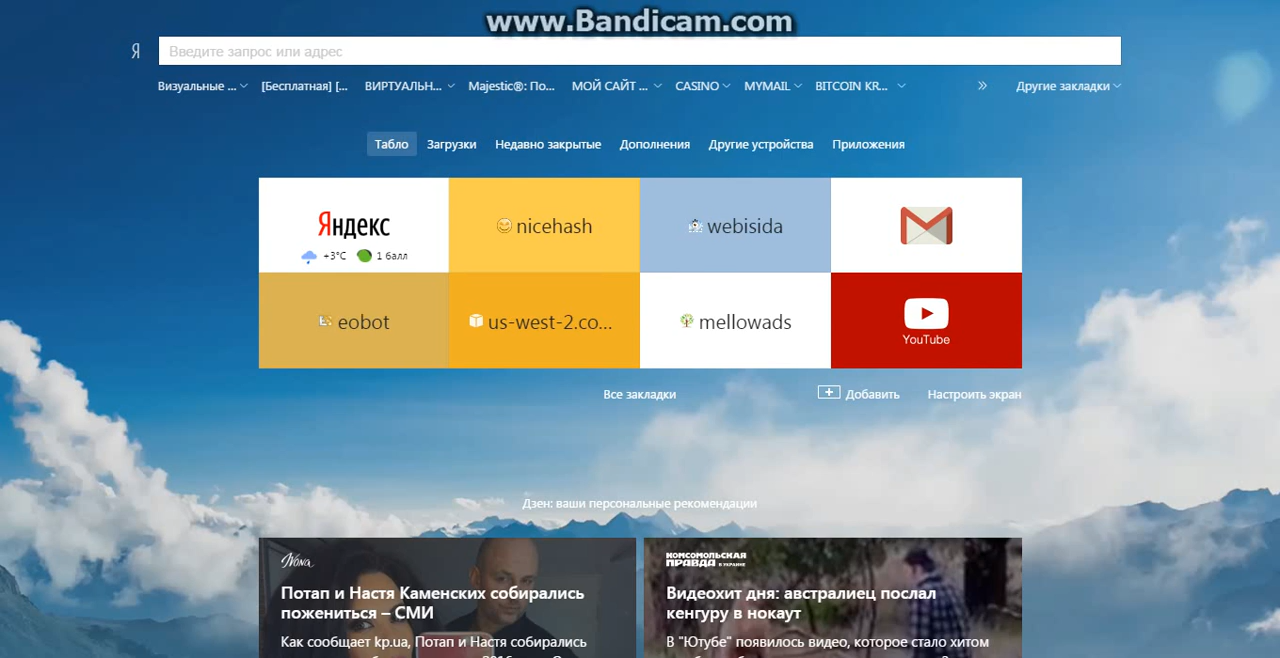 www.Bandicam.com
Я
Введите запрос или адрес
Визуальные ... [Бесплатная] [... ВИРТУАЛЬН... Majestic®: По... МОЙ САЙТ ... CASINO MYMAIL BITCOIN KR... » Другие закладки
Табло Загрузки Недавно закрытые Дополнения Другие устройства Приложения
Яндекс
+3°C 1 балл
nicehash
webisida
eobot
us-west-2.co...
mellowads
YouTube
Все закладки
Добавить
Настроить экран
Дзен: ваши персональные рекомендации
Nona
Потап и Настя Каменских собирались
пожениться – СМИ
Как сообщает kp.ua, Потап и Настя собирались
КОМСОМОЛЬСКАЯ
ПРАВДА В УКРАИНЕ
Видеохит дня: австралиец послал
кенгуру в нокаут
В "Ютубе" появилось видео, которое стало хитом